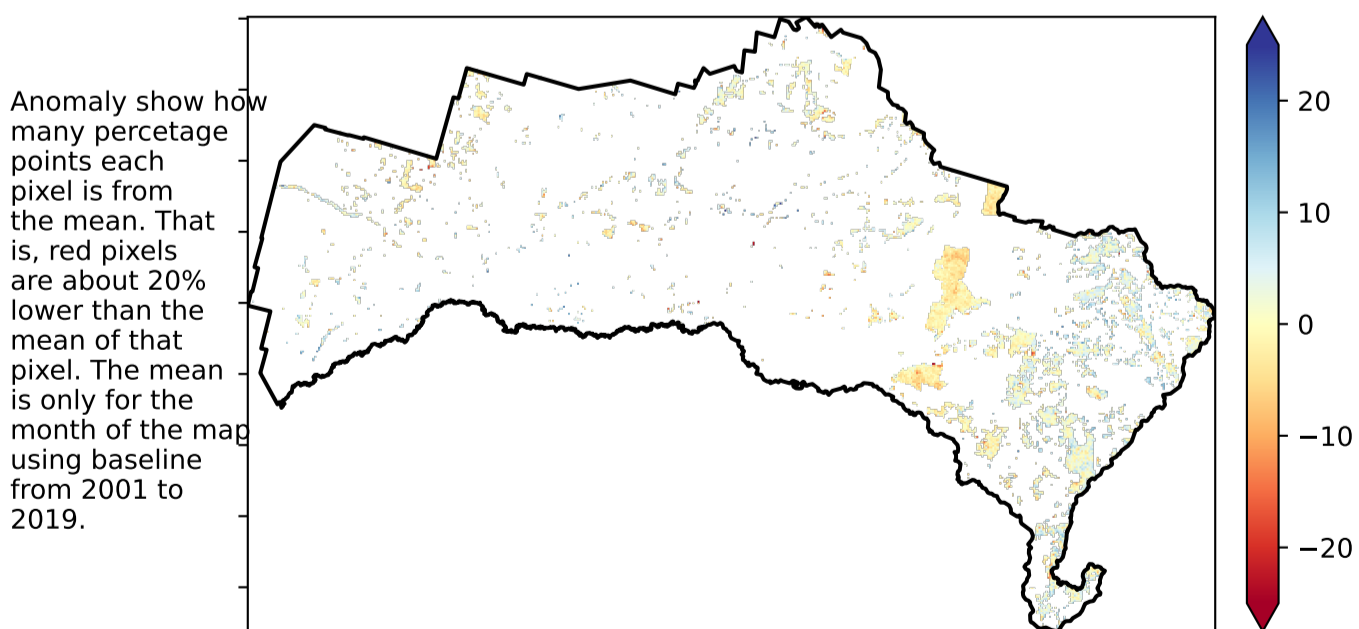 Anomaly show how
many percetage
points each
pixel is from
the mean. That
is, red pixels
are about 20%
lower than the
mean of that
pixel. The mean
is only for the
month of the map
using baseline
from 2001 to
2019.
20
10
0
−10
−20